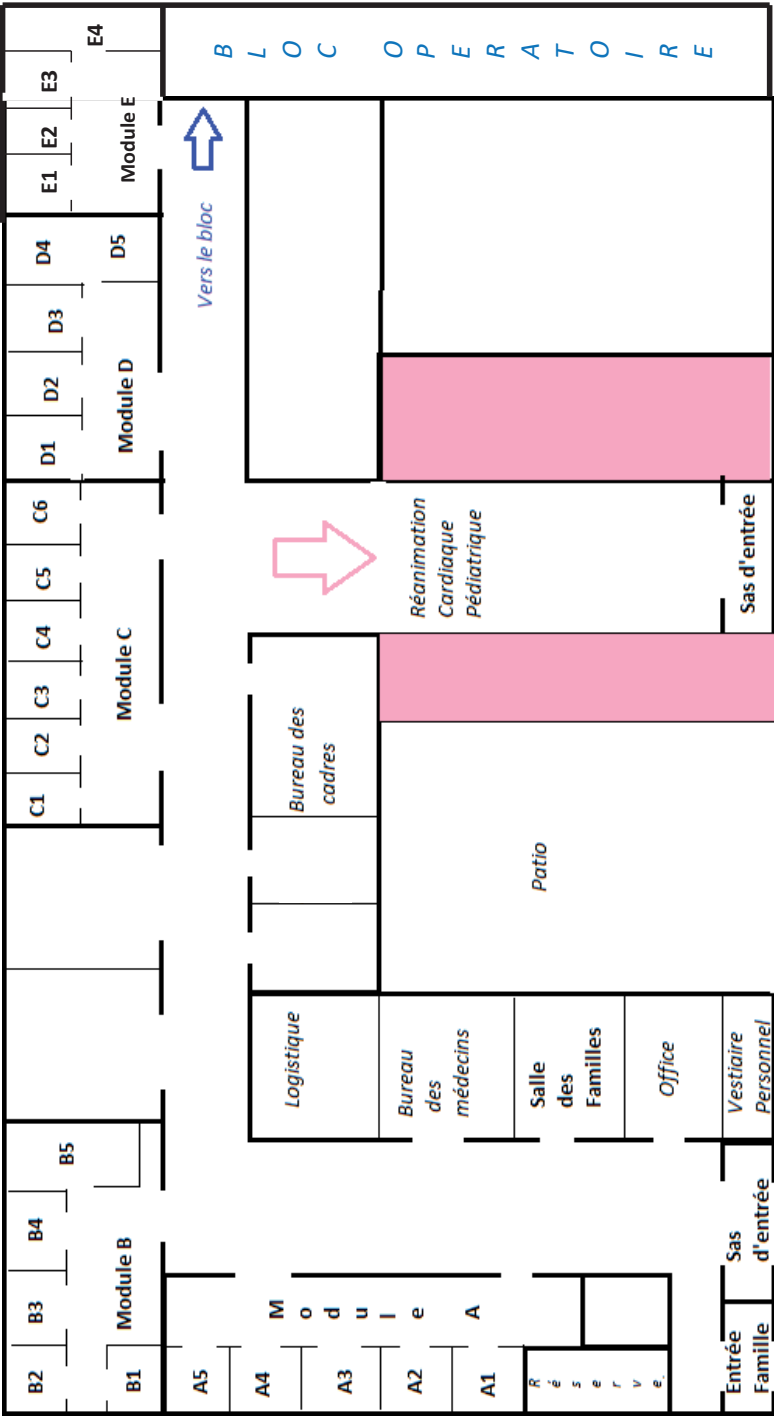 B2
B3
B4
B5
B1
Module B
C1
C2
C3
C4
C5
C6
Module C
D1
D2
D3
D4
D5
Module D
E1
E2
E3
E4
Module E
BLOC OPERATOIRE
Vers le bloc
A5
A4
A3
A2
A1
Module A
Réserve.
Logistique
Bureau
des
médecins
Salle
des
Familles
Office
Vestiaire
Personnel
Bureau des
cadres
Patio
Réanimation
Cardiaque
Pédiatrique
Sas d'entrée
Entrée
Famille
Sas
d'entrée